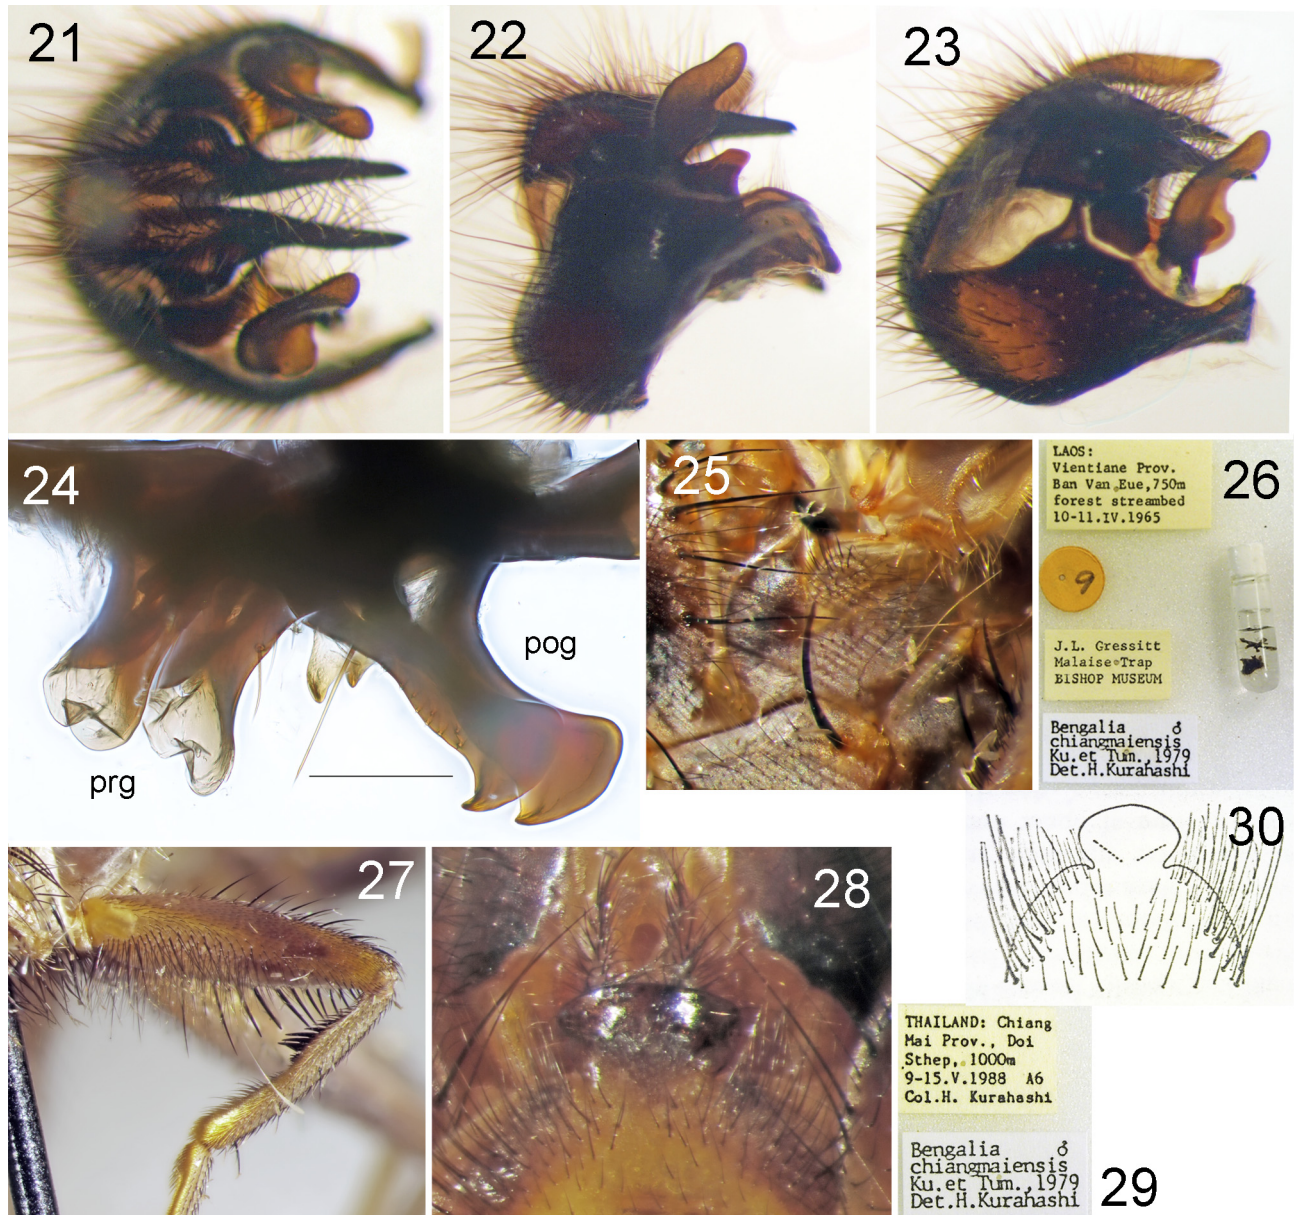 21
22
23
24
prg
pog
25
LAOS:
Vientiane Prov.
Ban Van Eue,750m
forest streambed
10-11.IV.1965
26
9
J.L. Gressitt
Malaise Trap
BISHOP MUSEUM
Bengalia ♂
chiangmaiensis
Ku.et Tum.,1979
Det.H.Kurahashi
30
27
28
THAILAND: Chiang
Mai Prov., Doi
Sthep, 1000m
9-15.V.1988 A6
Col.H. Kurahashi
Bengalia ♂
chiangmaiensis
Ku.et Tum.,1979
Det.H.Kurahashi
29